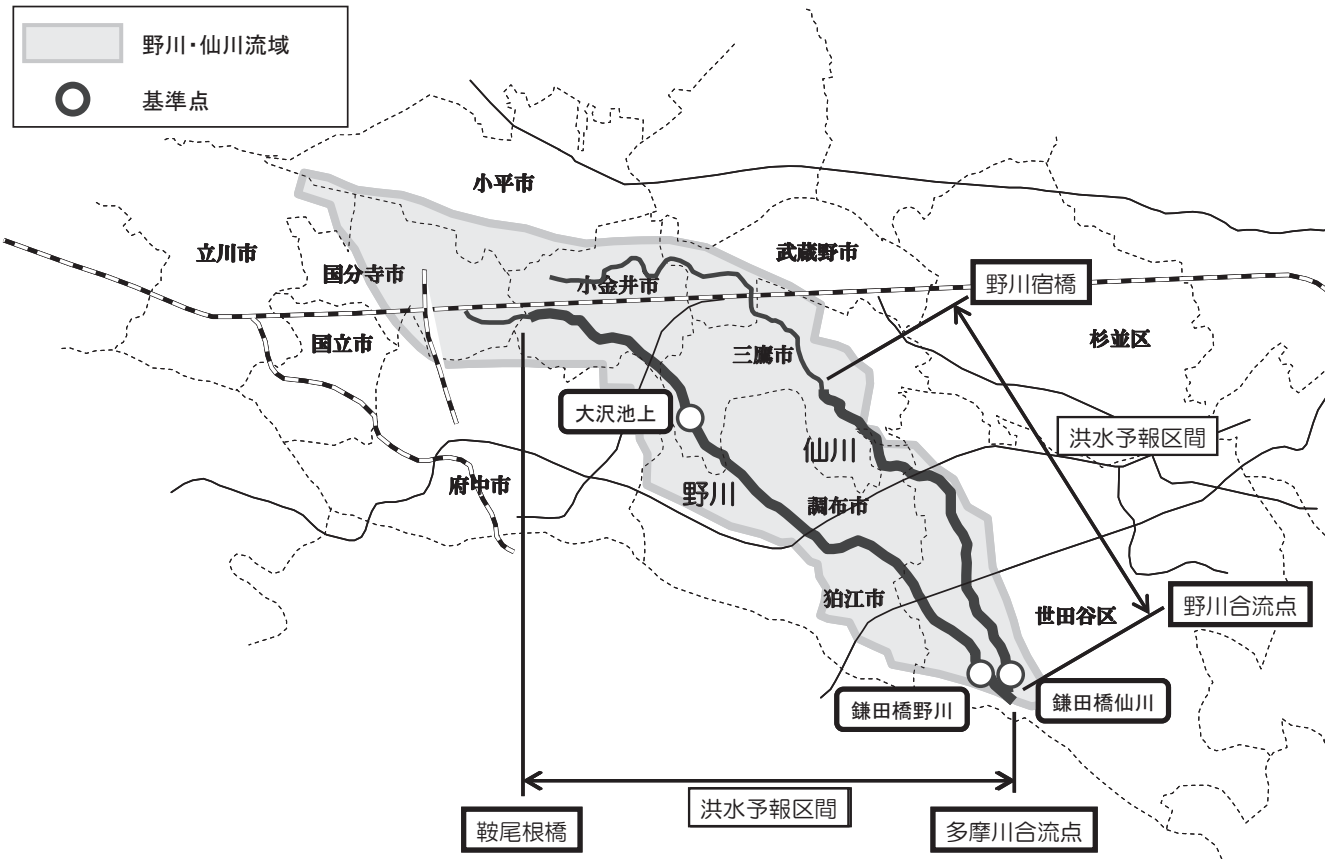 野川・仙川流域
基準点
小平市
武蔵野市
立川市
国分寺市
小金井市
野川宿橋
国立市
三鷹市
杉並区
大沢池上
洪水予報区間
仙川
府中市
野川
調布市
狛江市
世田谷区
野川合流点
鎌田橋野川
鎌田橋仙川
洪水予報区間
鞍尾根橋
多摩川合流点